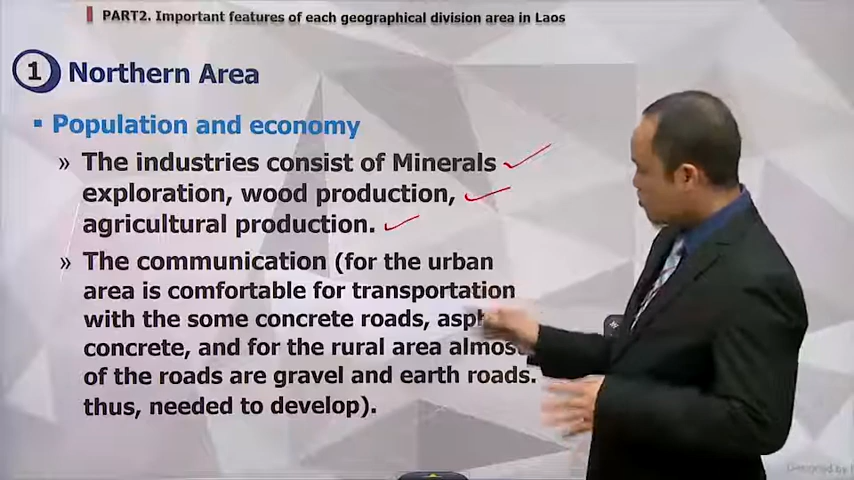 PART2. Important features of each geographical division area in Laos
1 Northern Area
▪ Population and economy
» The industries consist of Minerals
exploration, wood production,
agricultural production.
» The communication (for the urban
area is comfortable for transportation
with the some concrete roads,
concrete, and for the rural area almost
of the roads are gravel and earth roads.
thus, needed to develop).
Designed by